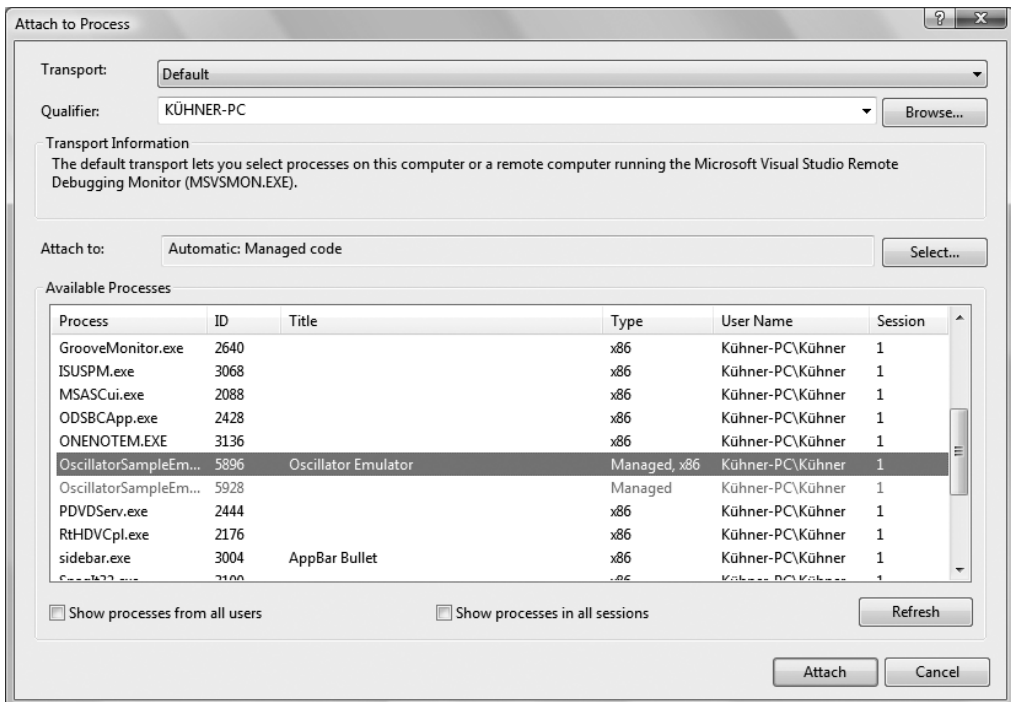 Attach to Process
Transport: Default
Qualifier: KÜHNER-PC Browse...
Transport Information
The default transport lets you select processes on this computer or a remote computer running the Microsoft Visual Studio Remote
Debugging Monitor (MSVSMON.EXE).
Attach to: Automatic: Managed code Select...
Available Processes
Process ID Title Type User Name Session
GrooveMonitor.exe 2640 x86 Kühner-PC\Kühner 1
ISUSPM.exe 3068 x86 Kühner-PC\Kühner 1
MSASCui.exe 2088 x86 Kühner-PC\Kühner 1
ODSBCApp.exe 2428 x86 Kühner-PC\Kühner 1
ONENOTEM.EXE 3136 x86 Kühner-PC\Kühner 1
OscillatorSampleEm... 5896 Oscillator Emulator Managed, x86 Kühner-PC\Kühner 1
OscillatorSampleEm... 5928 Managed Kühner-PC\Kühner 1
PDVDServ.exe 2444 x86 Kühner-PC\Kühner 1
RtHDVCpl.exe 2176 x86 Kühner-PC\Kühner 1
sidebar.exe 3004 AppBar Bullet x86 Kühner-PC\Kühner 1
Show processes from all users Show processes in all sessions Refresh
Attach Cancel